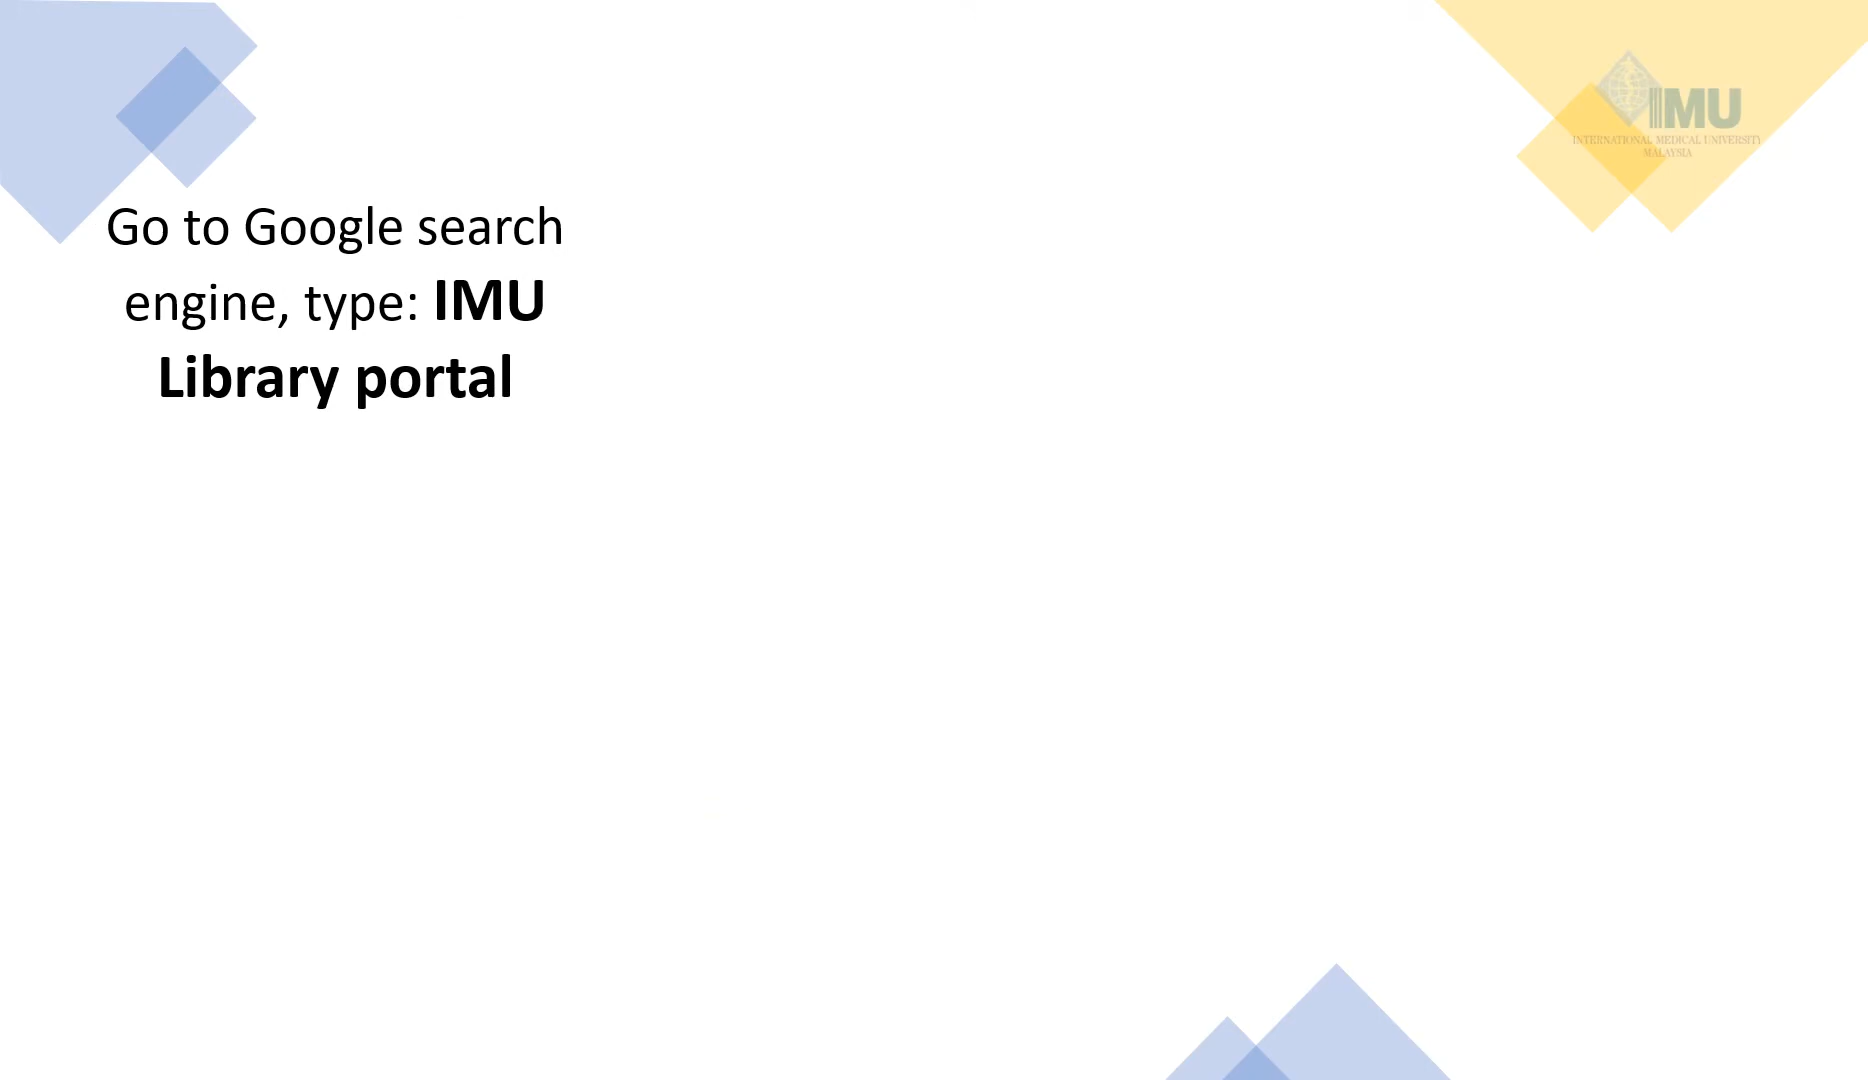 IMU
INTERNATIONAL MEDICAL UNIVERSITY
MALAYSIA
Go to Google search
engine, type: IMU
Library portal